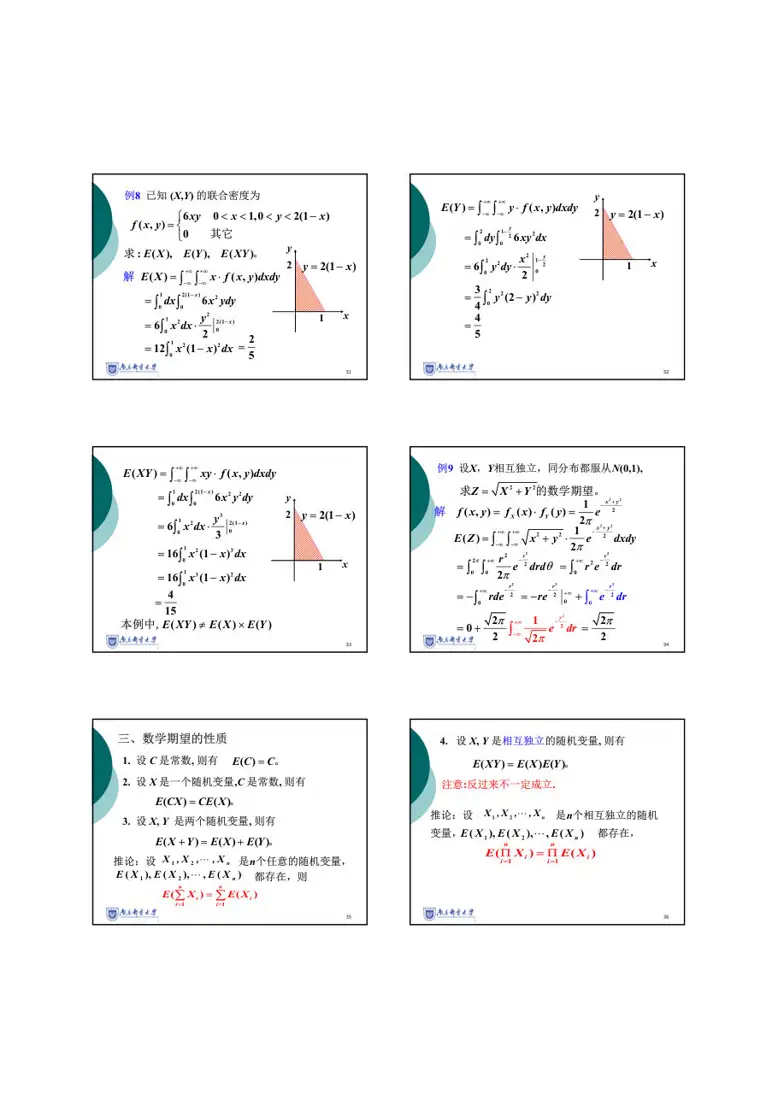 例8 已知 (X,Y) 的联合密度为
f(x,y) = { 6xy 0 < x < 1, 0 < y < 2(1 − x)
0 其它
求 : E(X), E(Y), E(XY)。
解 E(X) = ∫_{−∞}^{+∞} ∫_{−∞}^{+∞} x · f(x,y)dxdy
= ∫_0^1 dx ∫_0^{2(1−x)} 6x² ydy
= 6∫_0^1 x² dx · y²/2 |_0^{2(1−x)}
= 12∫_0^1 x²(1 − x)² dx = 2/5
y
2 y = 2(1 − x)
1 x
31
E(Y) = ∫_{−∞}^{+∞} ∫_{−∞}^{+∞} y · f(x,y)dxdy
= ∫_0^2 dy ∫_0^{1−y/2} 6xy² dx
= 6∫_0^2 y² dy · x²/2 |_0^{1−y/2}
= 3/4 ∫_0^2 y²(2 − y)² dy
= 4/5
y
2 y = 2(1 − x)
1 x
32
E(XY) = ∫_{−∞}^{+∞} ∫_{−∞}^{+∞} xy · f(x,y)dxdy
= ∫_0^1 dx ∫_0^{2(1−x)} 6x² y² dy
= 6∫_0^1 x² dx · y³/3 |_0^{2(1−x)}
= 16∫_0^1 x²(1 − x)³ dx
= 16∫_0^1 x³(1 − x)² dx
= 4/15
本例中, E(XY) ≠ E(X) × E(Y)
y
2 y = 2(1 − x)
1 x
33
例9 设X，Y相互独立，同分布都服从N(0,1),
求Z = √(X² + Y²)的数学期望。
解 f(x,y) = f_X(x) · f_Y(y) = 1/(2π) e^{−(x²+y²)/2}
E(Z) = ∫_{−∞}^{+∞} ∫_{−∞}^{+∞} √(x² + y²) · 1/(2π) e^{−(x²+y²)/2} dxdy
= ∫_0^{2π} ∫_0^{+∞} r²/(2π) e^{−r²/2} drdθ = ∫_0^{+∞} r² e^{−r²/2} dr
= −∫_0^{+∞} rde^{−r²/2} = −re^{−r²/2} |_0^{+∞} + ∫_0^{+∞} e^{−r²/2} dr
= 0 + √(2π)/2 ∫_{−∞}^{+∞} 1/√(2π) e^{−r²/2} dr = √(2π)/2
34
三、数学期望的性质
1. 设 C 是常数, 则有 E(C) = C。
2. 设 X 是一个随机变量,C 是常数, 则有
E(CX) = CE(X)。
3. 设 X, Y 是两个随机变量, 则有
E(X + Y) = E(X) + E(Y)。
推论：设 X₁, X₂, ⋯, Xₙ 是n个任意的随机变量，
E(X₁), E(X₂), ⋯, E(Xₙ) 都存在，则
E(∑_{i=1}^n X_i) = ∑_{i=1}^n E(X_i)
35
4. 设 X, Y 是相互独立的随机变量, 则有
E(XY) = E(X)E(Y)。
注意:反过来不一定成立.
推论：设 X₁, X₂, ⋯, Xₙ 是n个相互独立的随机
变量，E(X₁), E(X₂), ⋯, E(Xₙ) 都存在，
E(∏_{i=1}^n X_i) = ∏_{i=1}^n E(X_i)
36